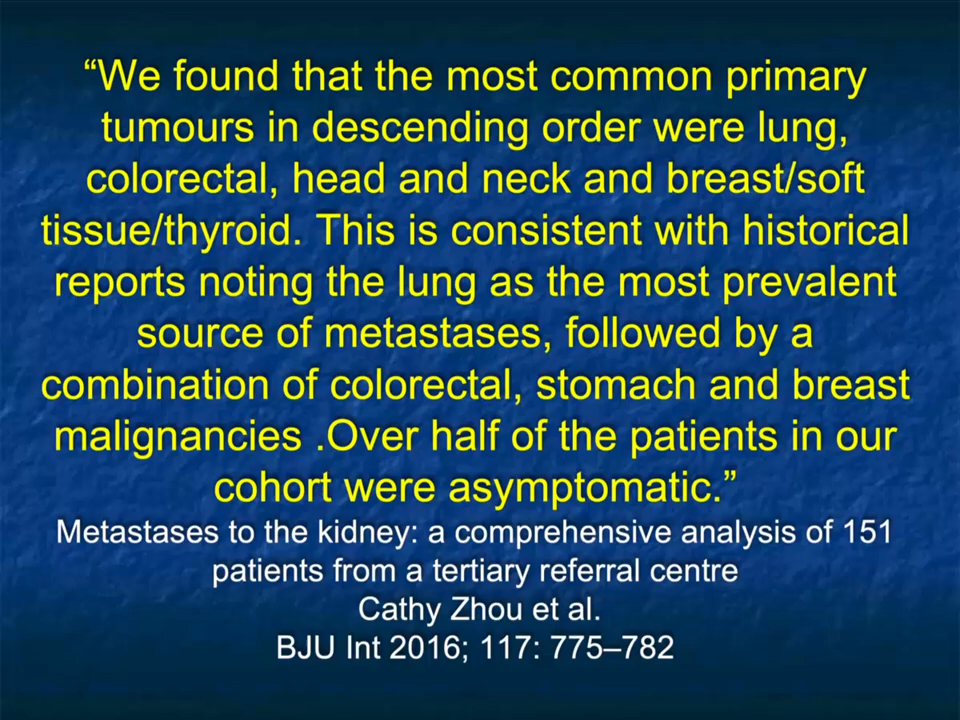 “We found that the most common primary
tumours in descending order were lung,
colorectal, head and neck and breast/soft
tissue/thyroid. This is consistent with historical
reports noting the lung as the most prevalent
source of metastases, followed by a
combination of colorectal, stomach and breast
malignancies .Over half of the patients in our
cohort were asymptomatic.”
Metastases to the kidney: a comprehensive analysis of 151
patients from a tertiary referral centre
Cathy Zhou et al.
BJU Int 2016; 117: 775–782